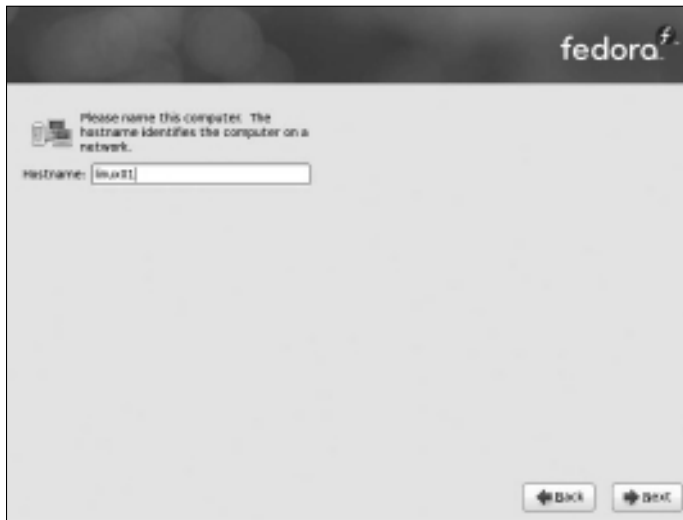 fedora
Please name this computer. The
hostname identifies the computer on a
network.
Hostname: linux01
Back Next